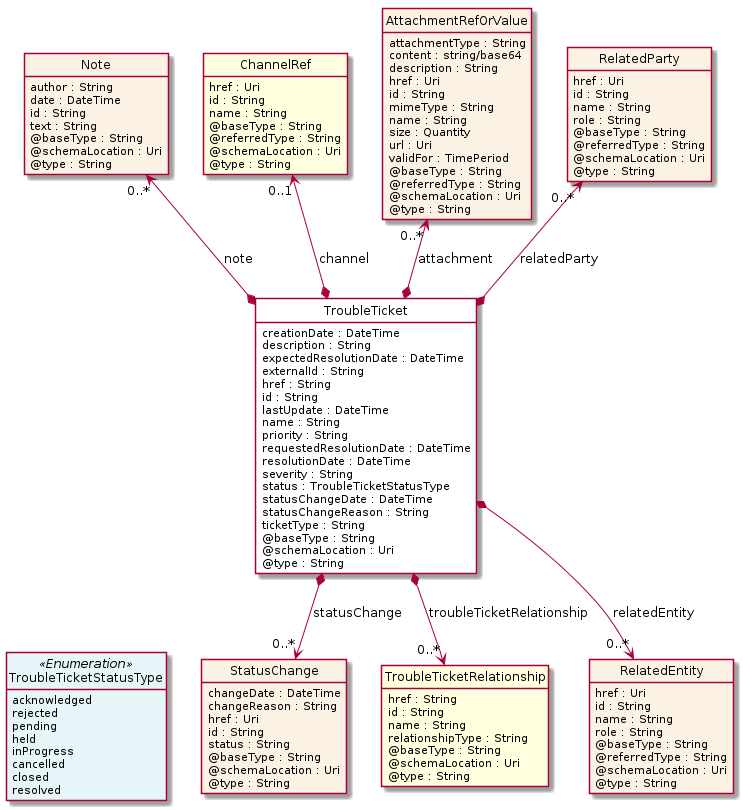 Note
author : String
date : DateTime
id : String
text : String
@baseType : String
@schemaLocation : Uri
@type : String
ChannelRef
href : Uri
id : String
name : String
@baseType : String
@referredType : String
@schemaLocation : Uri
@type : String
AttachmentRefOrValue
attachmentType : String
content : string/base64
description : String
href : Uri
id : String
mimeType : String
name : String
size : Quantity
url : Uri
validFor : TimePeriod
@baseType : String
@referredType : String
@schemaLocation : Uri
@type : String
RelatedParty
href : Uri
id : String
name : String
role : String
@baseType : String
@referredType : String
@schemaLocation : Uri
@type : String
0..*
0..1
0..*
0..*
note
channel
attachment
relatedParty
TroubleTicket
creationDate : DateTime
description : String
expectedResolutionDate : DateTime
externalId : String
href : String
id : String
lastUpdate : DateTime
name : String
priority : String
requestedResolutionDate : DateTime
resolutionDate : DateTime
severity : String
status : TroubleTicketStatusType
statusChangeDate : DateTime
statusChangeReason : String
ticketType : String
@baseType : String
@schemaLocation : Uri
@type : String
statusChange
troubleTicketRelationship
relatedEntity
0..*
0..*
0..*
«Enumeration»
TroubleTicketStatusType
acknowledged
rejected
pending
held
inProgress
cancelled
closed
resolved
StatusChange
changeDate : DateTime
changeReason : String
href : Uri
id : String
status : String
@baseType : String
@schemaLocation : Uri
@type : String
TroubleTicketRelationship
href : String
id : String
name : String
relationshipType : String
@baseType : String
@schemaLocation : Uri
@type : String
RelatedEntity
href : Uri
id : String
name : String
role : String
@baseType : String
@referredType : String
@schemaLocation : Uri
@type : String